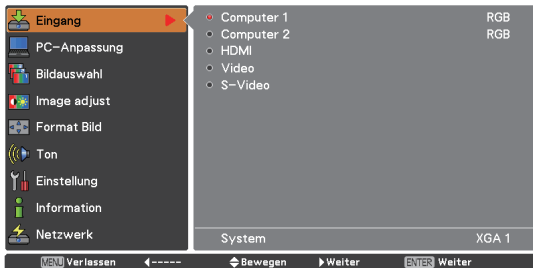 Eingang
PC-Anpassung
Bildauswahl
Image adjust
Format Bild
Ton
Einstellung
Information
Netzwerk
Computer 1 RGB
Computer 2 RGB
HDMI
Video
S-Video
System XGA 1
MENU Verlassen ◀----- Bewegen ▶Weiter ENTER Weiter